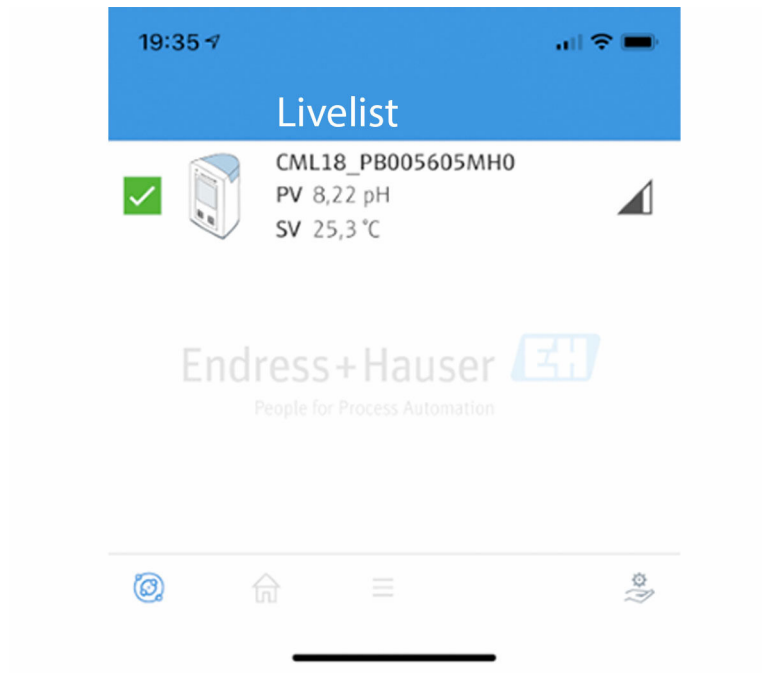 19:35
Livelist
CML18_PB005605MH0
PV 8,22 pH
SV 25,3 °C
Endress+Hauser EH
People for Process Automation